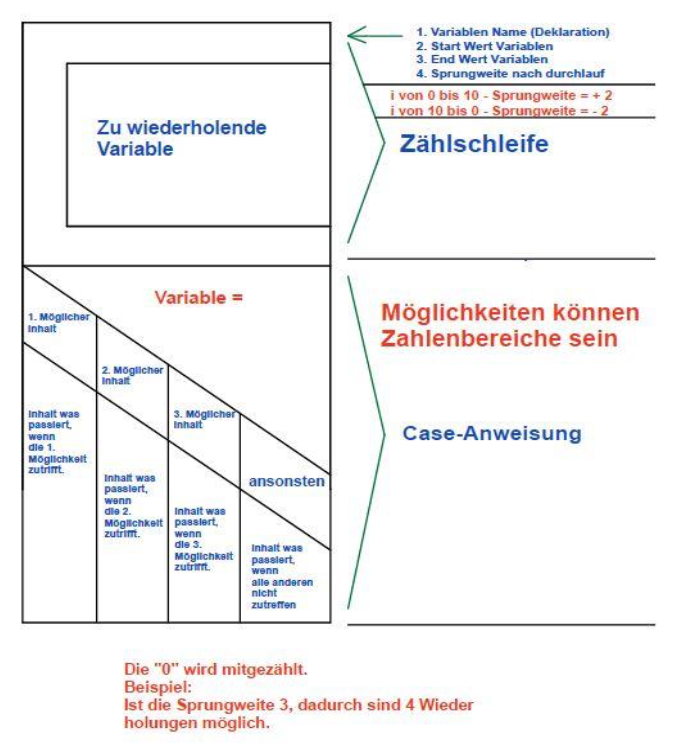 1. Variablen Name (Deklaration)
2. Start Wert Variablen
3. End Wert Variablen
4. Sprungweite nach durchlauf
i von 0 bis 10 - Sprungweite = + 2
i von 10 bis 0 - Sprungweite = - 2
Zu wiederholende
Variable
Zählschleife
Variable =
Möglichkeiten können
Zahlenbereiche sein
Case-Anweisung
1. Möglicher
Inhalt
2. Möglicher
Inhalt
3. Möglicher
Inhalt
ansonsten
Inhalt was
passiert,
wenn
die 1.
Möglichkeit
zutrifft.
Inhalt was
passiert,
wenn
die 2.
Möglichkeit
zutrifft.
Inhalt was
passiert,
wenn
die 3.
Möglichkeit
zutrifft.
Inhalt was
passiert,
wenn
alle anderen
nicht
zutreffen
Die "0" wird mitgezählt.
Beispiel:
Ist die Sprungweite 3, dadurch sind 4 Wieder
holungen möglich.